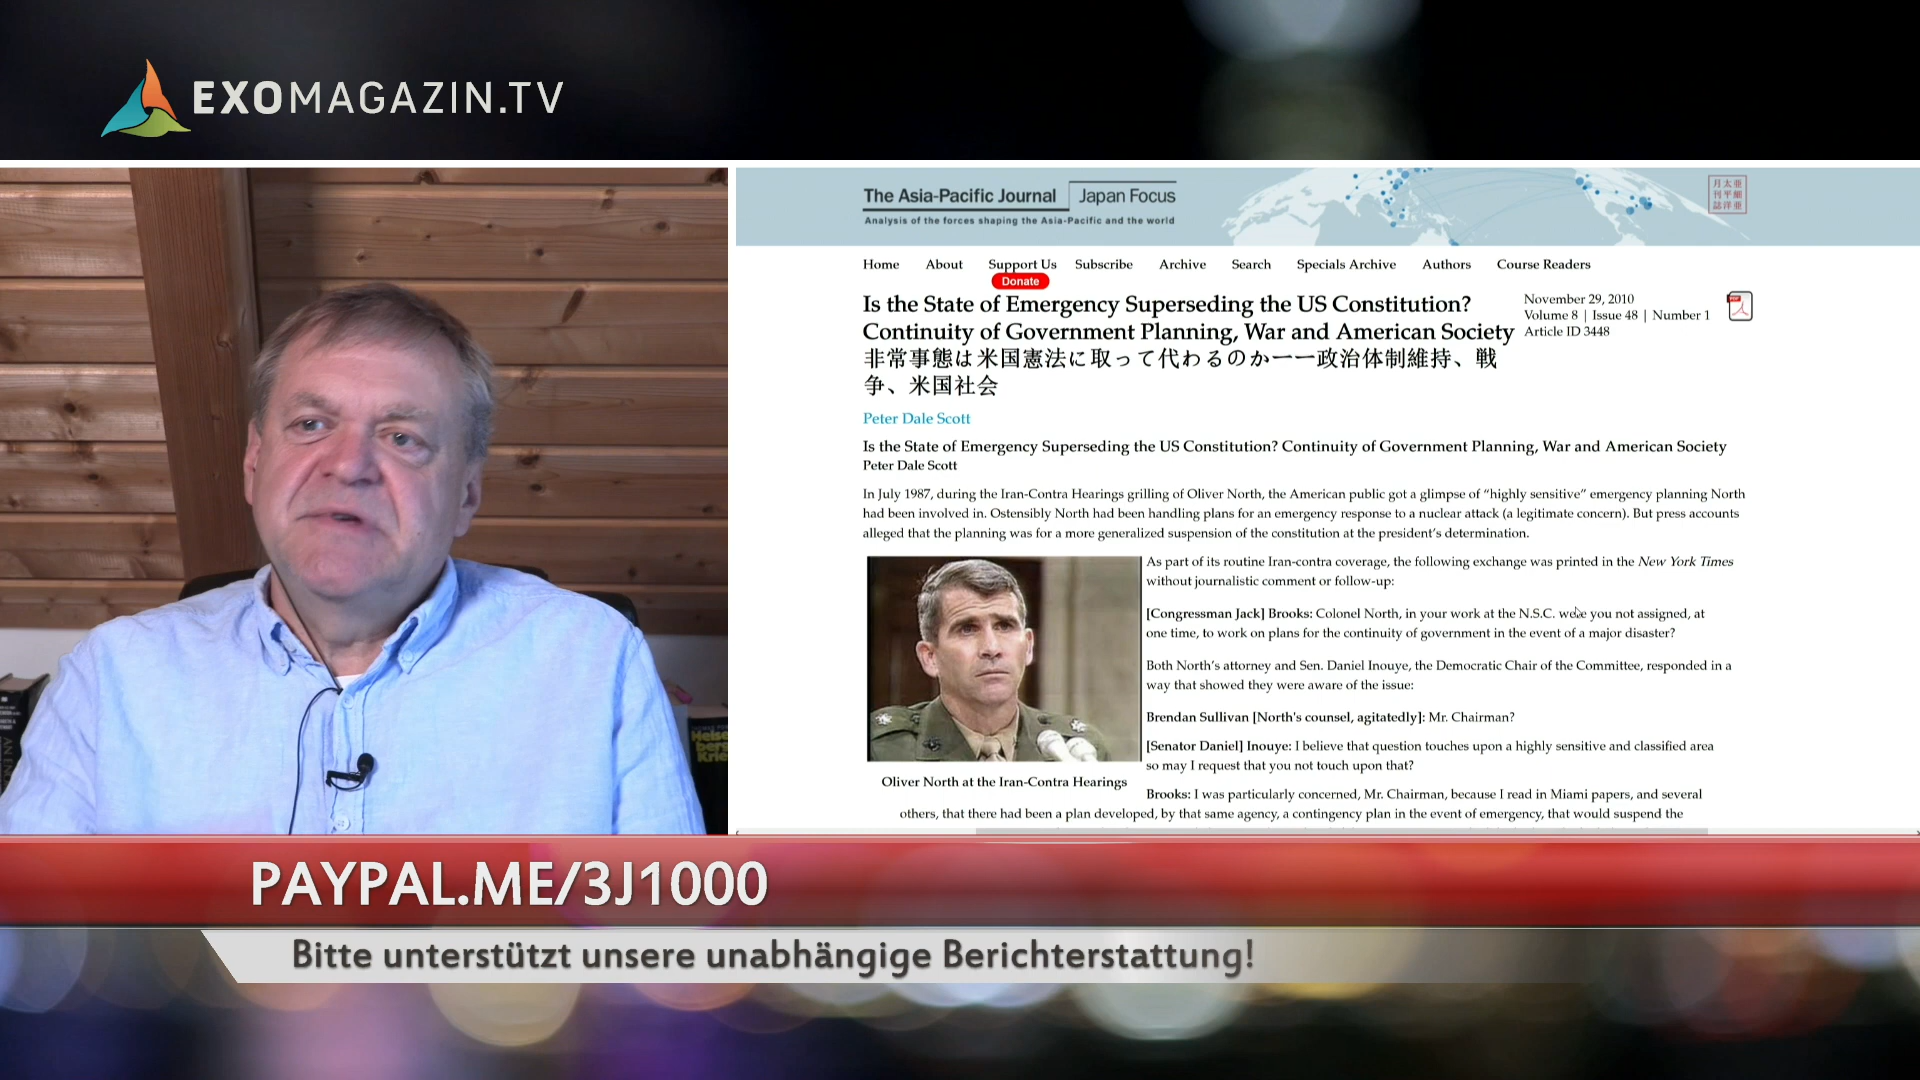 EXOMAGAZIN.TV
The Asia-Pacific Journal Japan Focus
Analysis of the forces shaping the Asia-Pacific and the world
Home About Support Us Subscribe Archive Search Specials Archive Authors Course Readers
Donate
Is the State of Emergency Superseding the US Constitution?
Continuity of Government Planning, War and American Society
非常事態は米国憲法に取って代わるのかーー政治体制維持、戦
争、米国社会
November 29, 2010
Volume 8 | Issue 48 | Number 1
Article ID 3448
Peter Dale Scott
Is the State of Emergency Superseding the US Constitution? Continuity of Government Planning, War and American Society
Peter Dale Scott
In July 1987, during the Iran-Contra Hearings grilling of Oliver North, the American public got a glimpse of “highly sensitive” emergency planning North
had been involved in. Ostensibly North had been handling plans for an emergency response to a nuclear attack (a legitimate concern). But press accounts
alleged that the planning was for a more generalized suspension of the constitution at the president’s determination.
As part of its routine Iran-contra coverage, the following exchange was printed in the New York Times
without journalistic comment or follow-up:
[Congressman Jack] Brooks: Colonel North, in your work at the N.S.C. were you not assigned, at
one time, to work on plans for the continuity of government in the event of a major disaster?
Both North’s attorney and Sen. Daniel Inouye, the Democratic Chair of the Committee, responded in a
way that showed they were aware of the issue:
Brendan Sullivan [North's counsel, agitatedly]: Mr. Chairman?
[Senator Daniel] Inouye: I believe that question touches upon a highly sensitive and classified area
so may I request that you not touch upon that?
Oliver North at the Iran-Contra Hearings
Brooks: I was particularly concerned, Mr. Chairman, because I read in Miami papers, and several
others, that there had been a plan developed, by that same agency, a contingency plan in the event of emergency, that would suspend the
PAYPAL.ME/3J1000
Bitte unterstützt unsere unabhängige Berichterstattung!